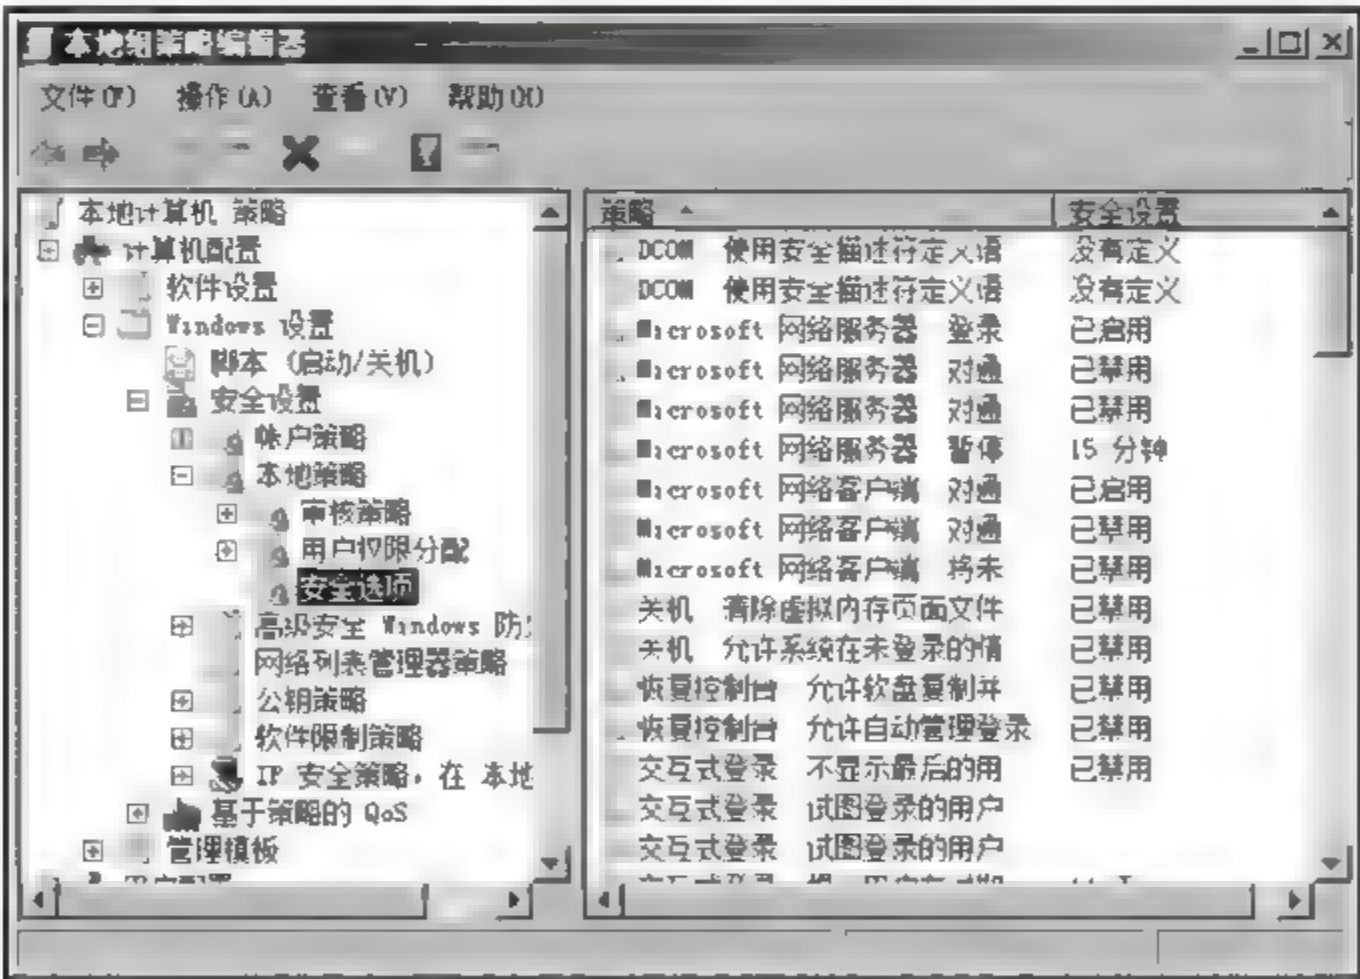 本地组策略编辑器
文件(F) 操作(A) 查看(V) 帮助(H)
本地计算机 策略
计算机配置
软件设置
Windows 设置
脚本 (启动/关机)
安全设置
帐户策略
本地策略
审核策略
用户权限分配
安全选项
高级安全 Windows 防
网络列表管理器策略
公钥策略
软件限制策略
IP 安全策略，在 本地
基于策略的 QoS
管理模板
用户配置
策略 安全设置
DCOM 使用安全描述符定义语 没有定义
DCOM 使用安全描述符定义语 没有定义
Microsoft 网络服务器 登录 已启用
Microsoft 网络服务器 对通 已禁用
Microsoft 网络服务器 对通 已禁用
Microsoft 网络服务器 暂停 15 分钟
Microsoft 网络客户端 对通 已启用
Microsoft 网络客户端 对通 已禁用
Microsoft 网络客户端 将未 已禁用
关机 清除虚拟内存页面文件 已禁用
关机 允许系统在未登录的情 已禁用
恢复控制台 允许软盘复制并 已禁用
恢复控制台 允许自动管理登录 已禁用
交互式登录 不显示最后的用 已禁用
交互式登录 试图登录的用户
交互式登录 试图登录的用户